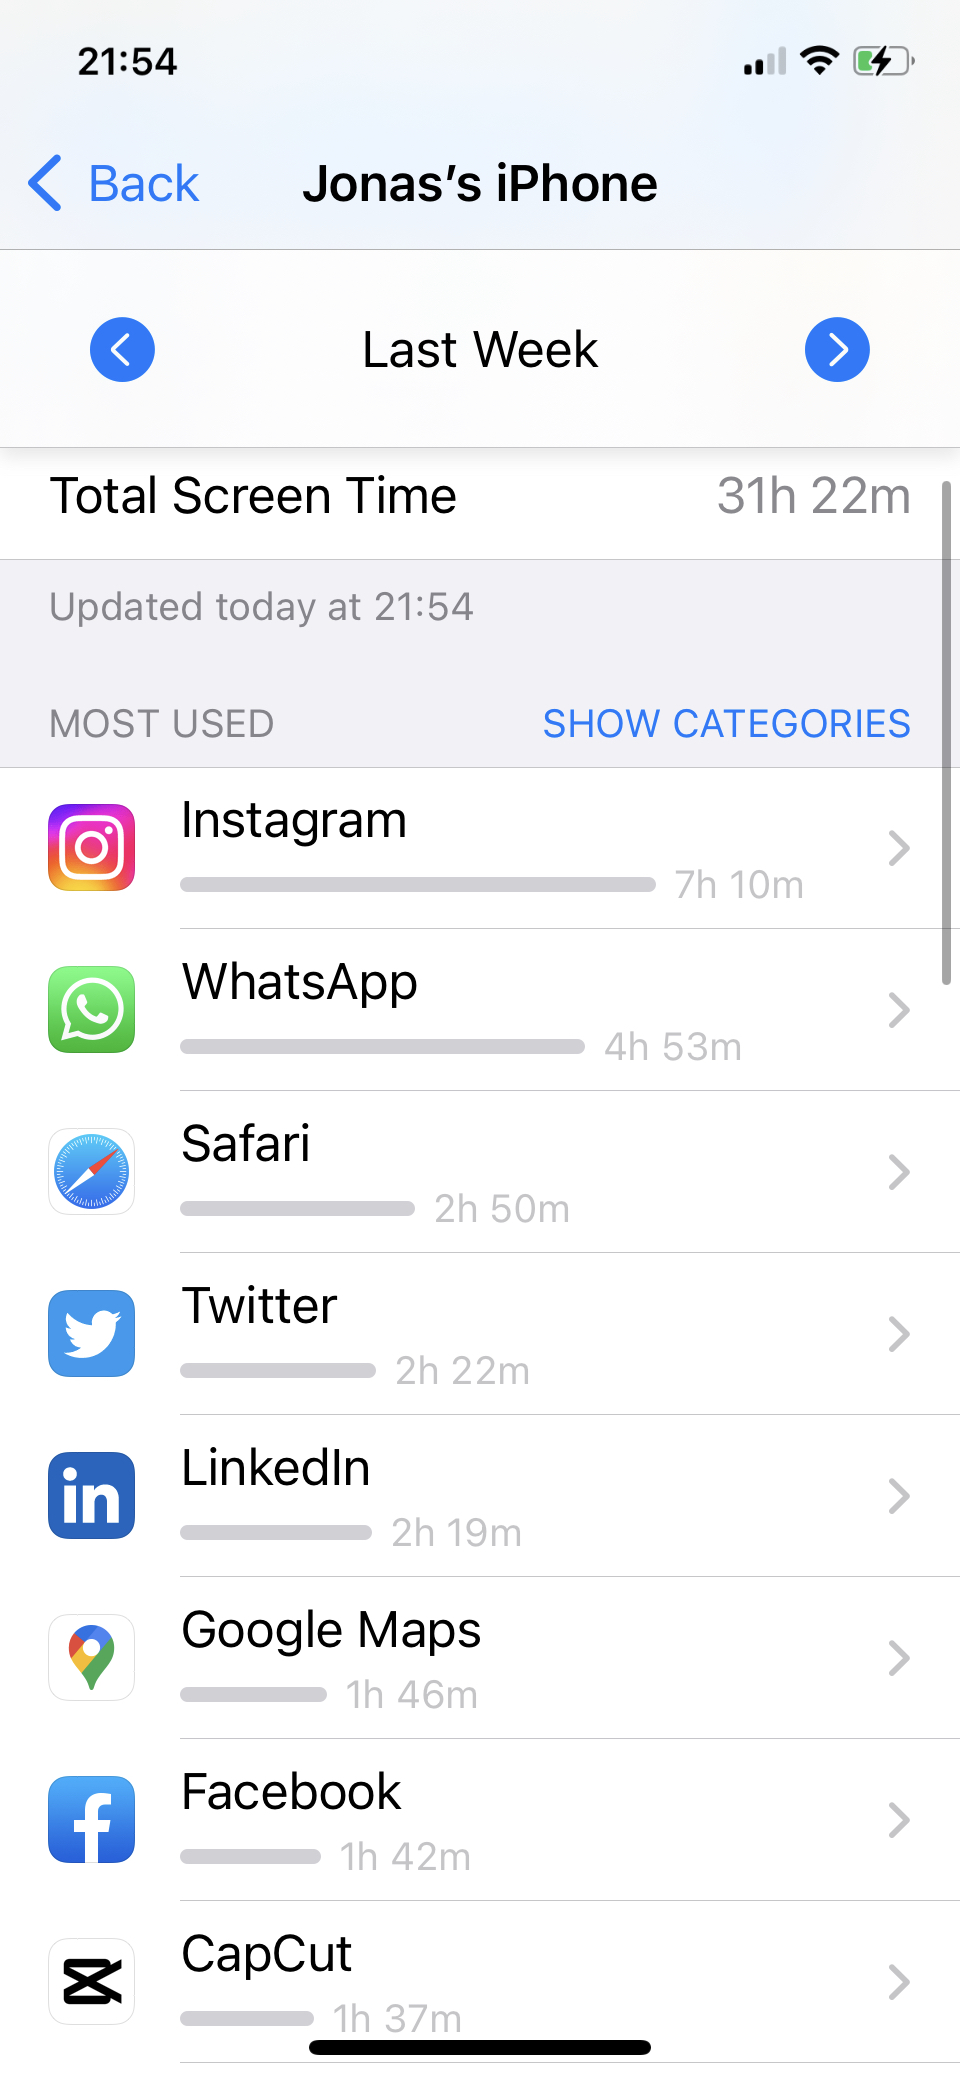 21:54
Back Jonas’s iPhone
Last Week
Total Screen Time 31h 22m
Updated today at 21:54
MOST USED SHOW CATEGORIES
Instagram
7h 10m
WhatsApp
4h 53m
Safari
2h 50m
Twitter
2h 22m
in LinkedIn
2h 19m
Google Maps
1h 46m
Facebook
1h 42m
CapCut
1h 37m